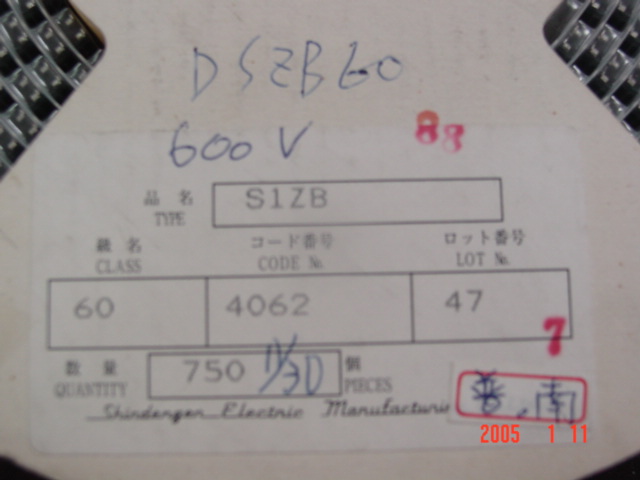 DSZB60
600V
88
品名 S1ZB
TYPE
級名 コード番号 ロット番号
CLASS CODE № LOT №
60 4062 47
7
数量 750 11/30 個
QUANTITY PIECES
Shindengen Electric Manufacturin
2005 1 11